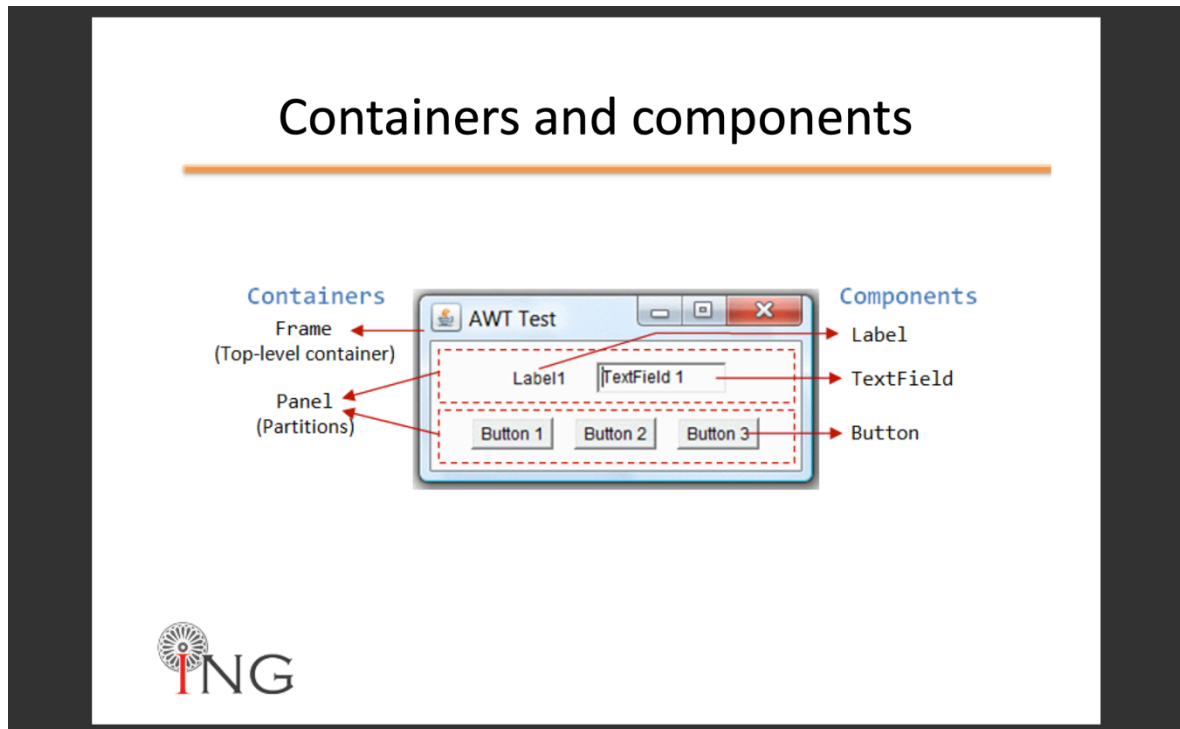 Containers and components
Containers
Components
Frame
(Top-level container)
Panel
(Partitions)
AWT Test
Label1
TextField 1
Button 1
Button 2
Button 3
Label
TextField
Button
ING